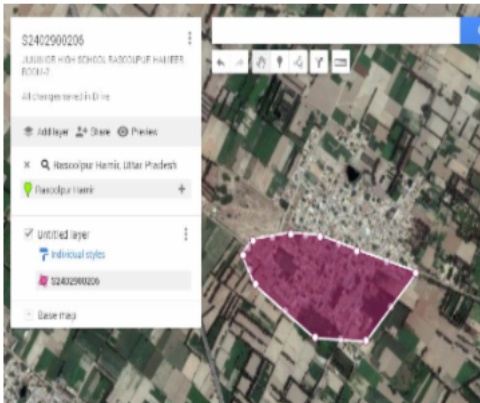 S2402900206
JUJUNIOR HIGH SCHOOL RASOOLPUR HAMEER
ROOM-2
All changes saved in Drive
Add layer Share Preview
Rasoolpur Hamir, Uttar Pradesh
Rasoolpur Hamir
Untitled layer
Individual styles
S2402900206
Base map